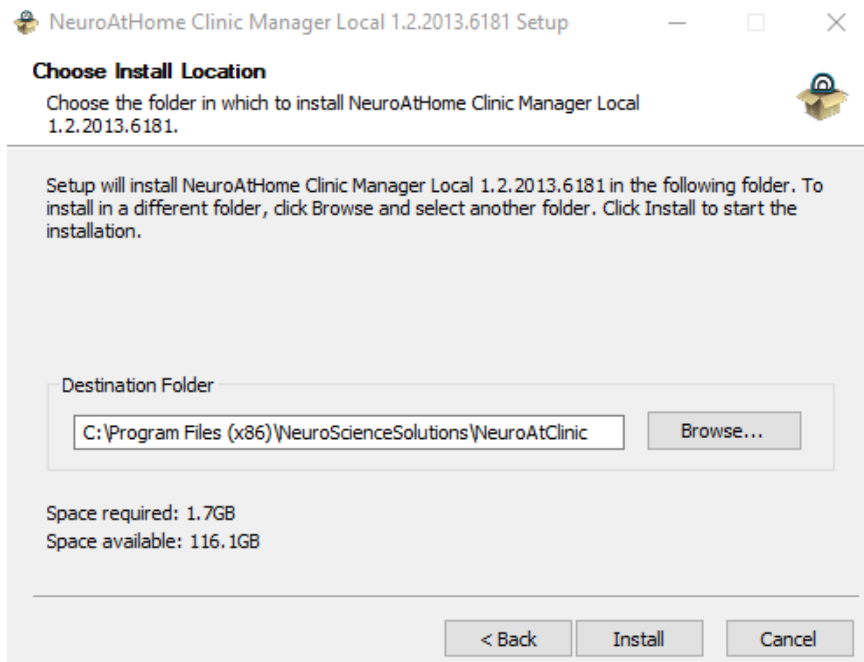 NeuroAtHome Clinic Manager Local 1.2.2013.6181 Setup
Choose Install Location
Choose the folder in which to install NeuroAtHome Clinic Manager Local
1.2.2013.6181.
Setup will install NeuroAtHome Clinic Manager Local 1.2.2013.6181 in the following folder. To
install in a different folder, click Browse and select another folder. Click Install to start the
installation.
Destination Folder
C:\Program Files (x86)\NeuroScienceSolutions\NeuroAtClinic
Browse...
Space required: 1.7GB
Space available: 116.1GB
< Back
Install
Cancel